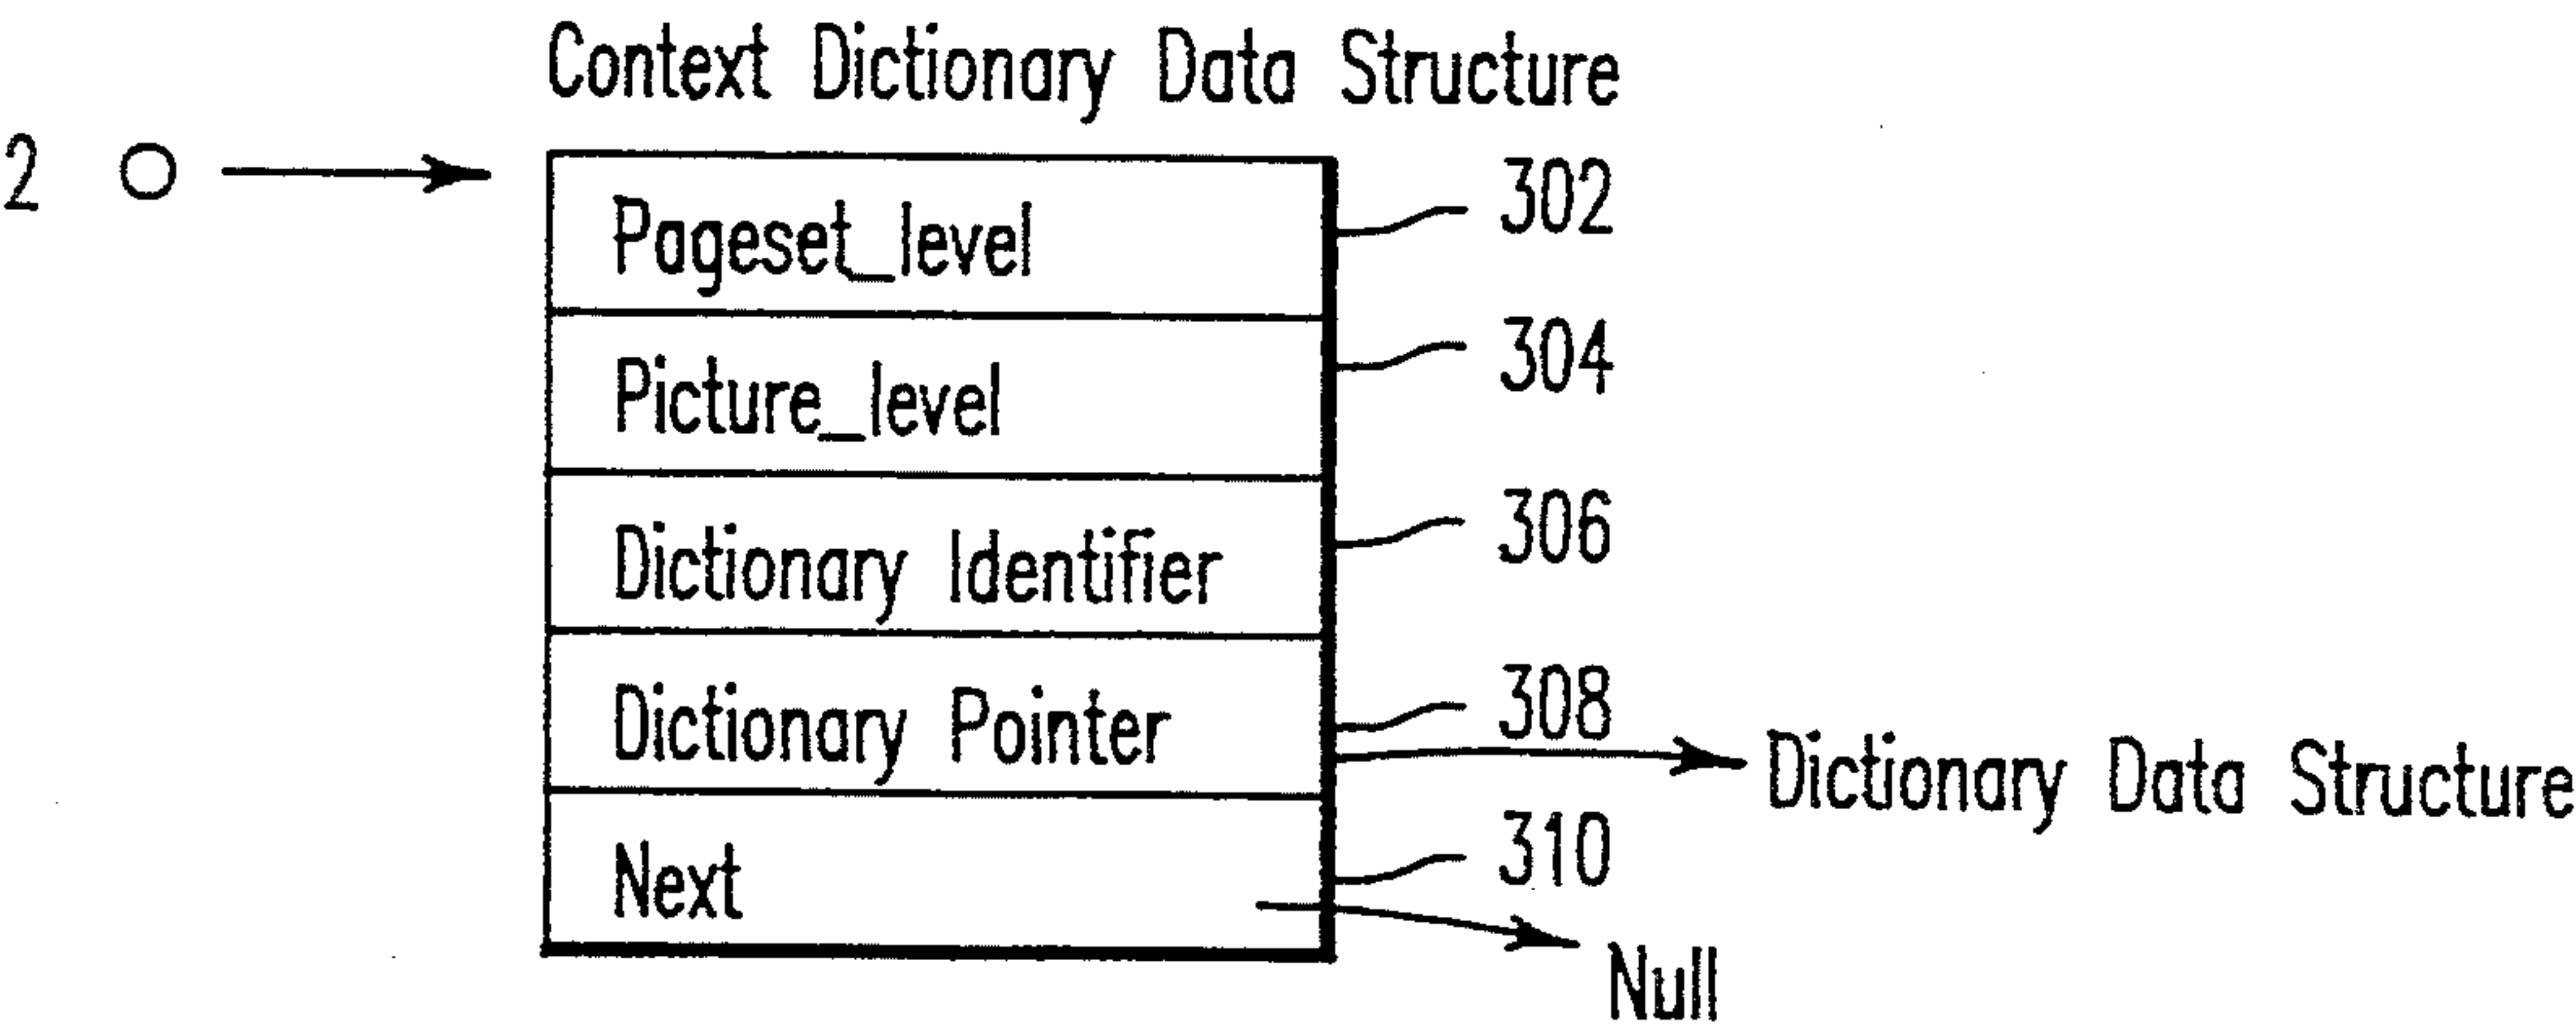 Context Dictionary Data Structure
2
Pageset_level 302
Picture_level 304
Dictionary Identifier 306
Dictionary Pointer 308
Dictionary Data Structure
Next 310
Null